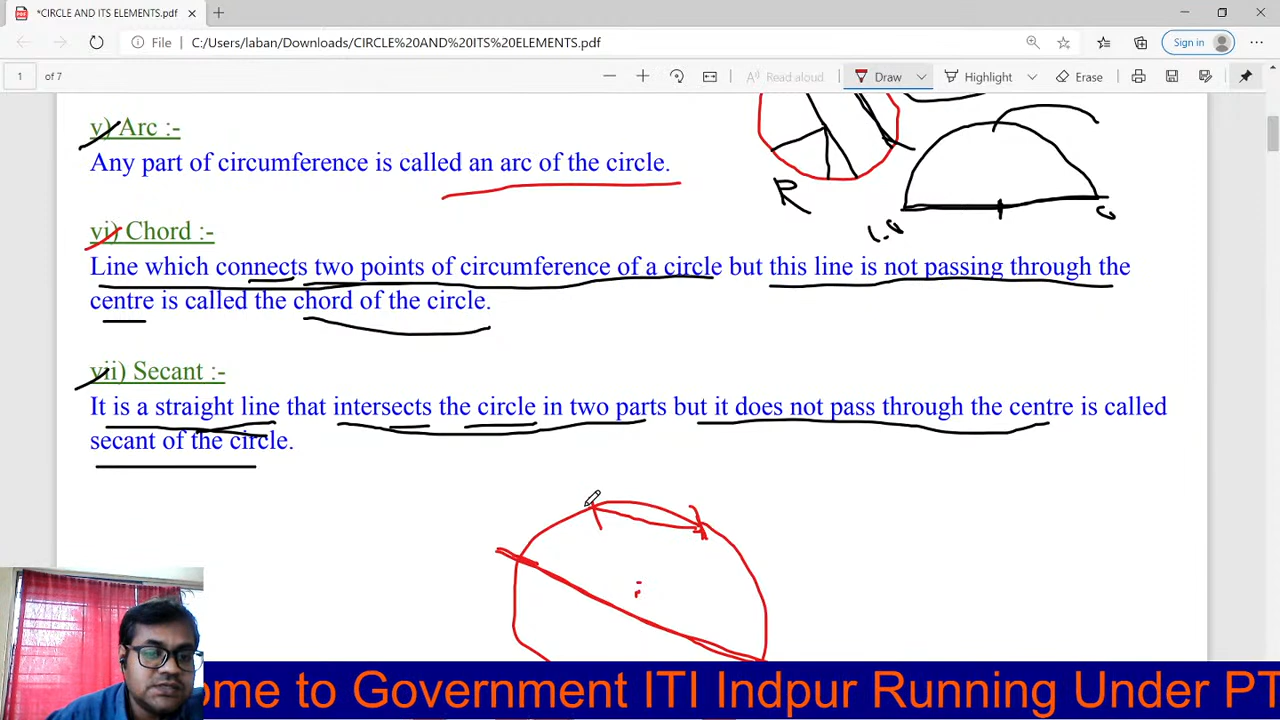 *CIRCLE AND ITS ELEMENTS.pdf
File C:/Users/laban/Downloads/CIRCLE%20AND%20ITS%20ELEMENTS.pdf Sign in
1 of 7 Read aloud Draw Highlight Erase
v) Arc :-
Any part of circumference is called an arc of the circle.
R
vi) Chord :-
Line which connects two points of circumference of a circle but this line is not passing through the
centre is called the chord of the circle.
vii) Secant :-
It is a straight line that intersects the circle in two parts but it does not pass through the centre is called
secant of the circle.
ome to Government ITI Indpur Running Under PT